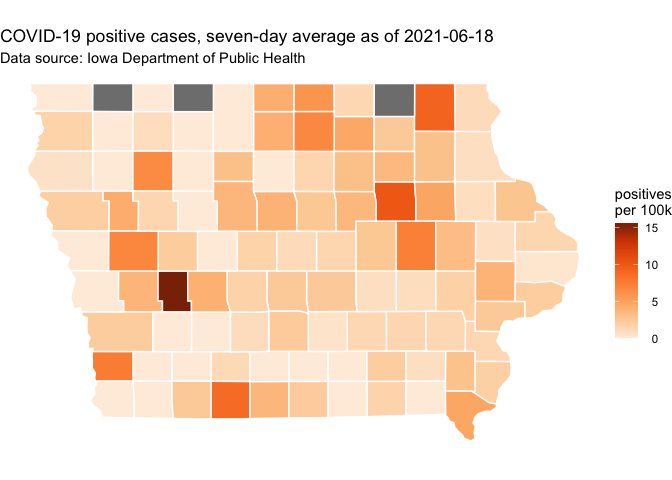 COVID-19 positive cases, seven-day average as of 2021-06-18
Data source: Iowa Department of Public Health
positives
per 100k
15
10
5
0